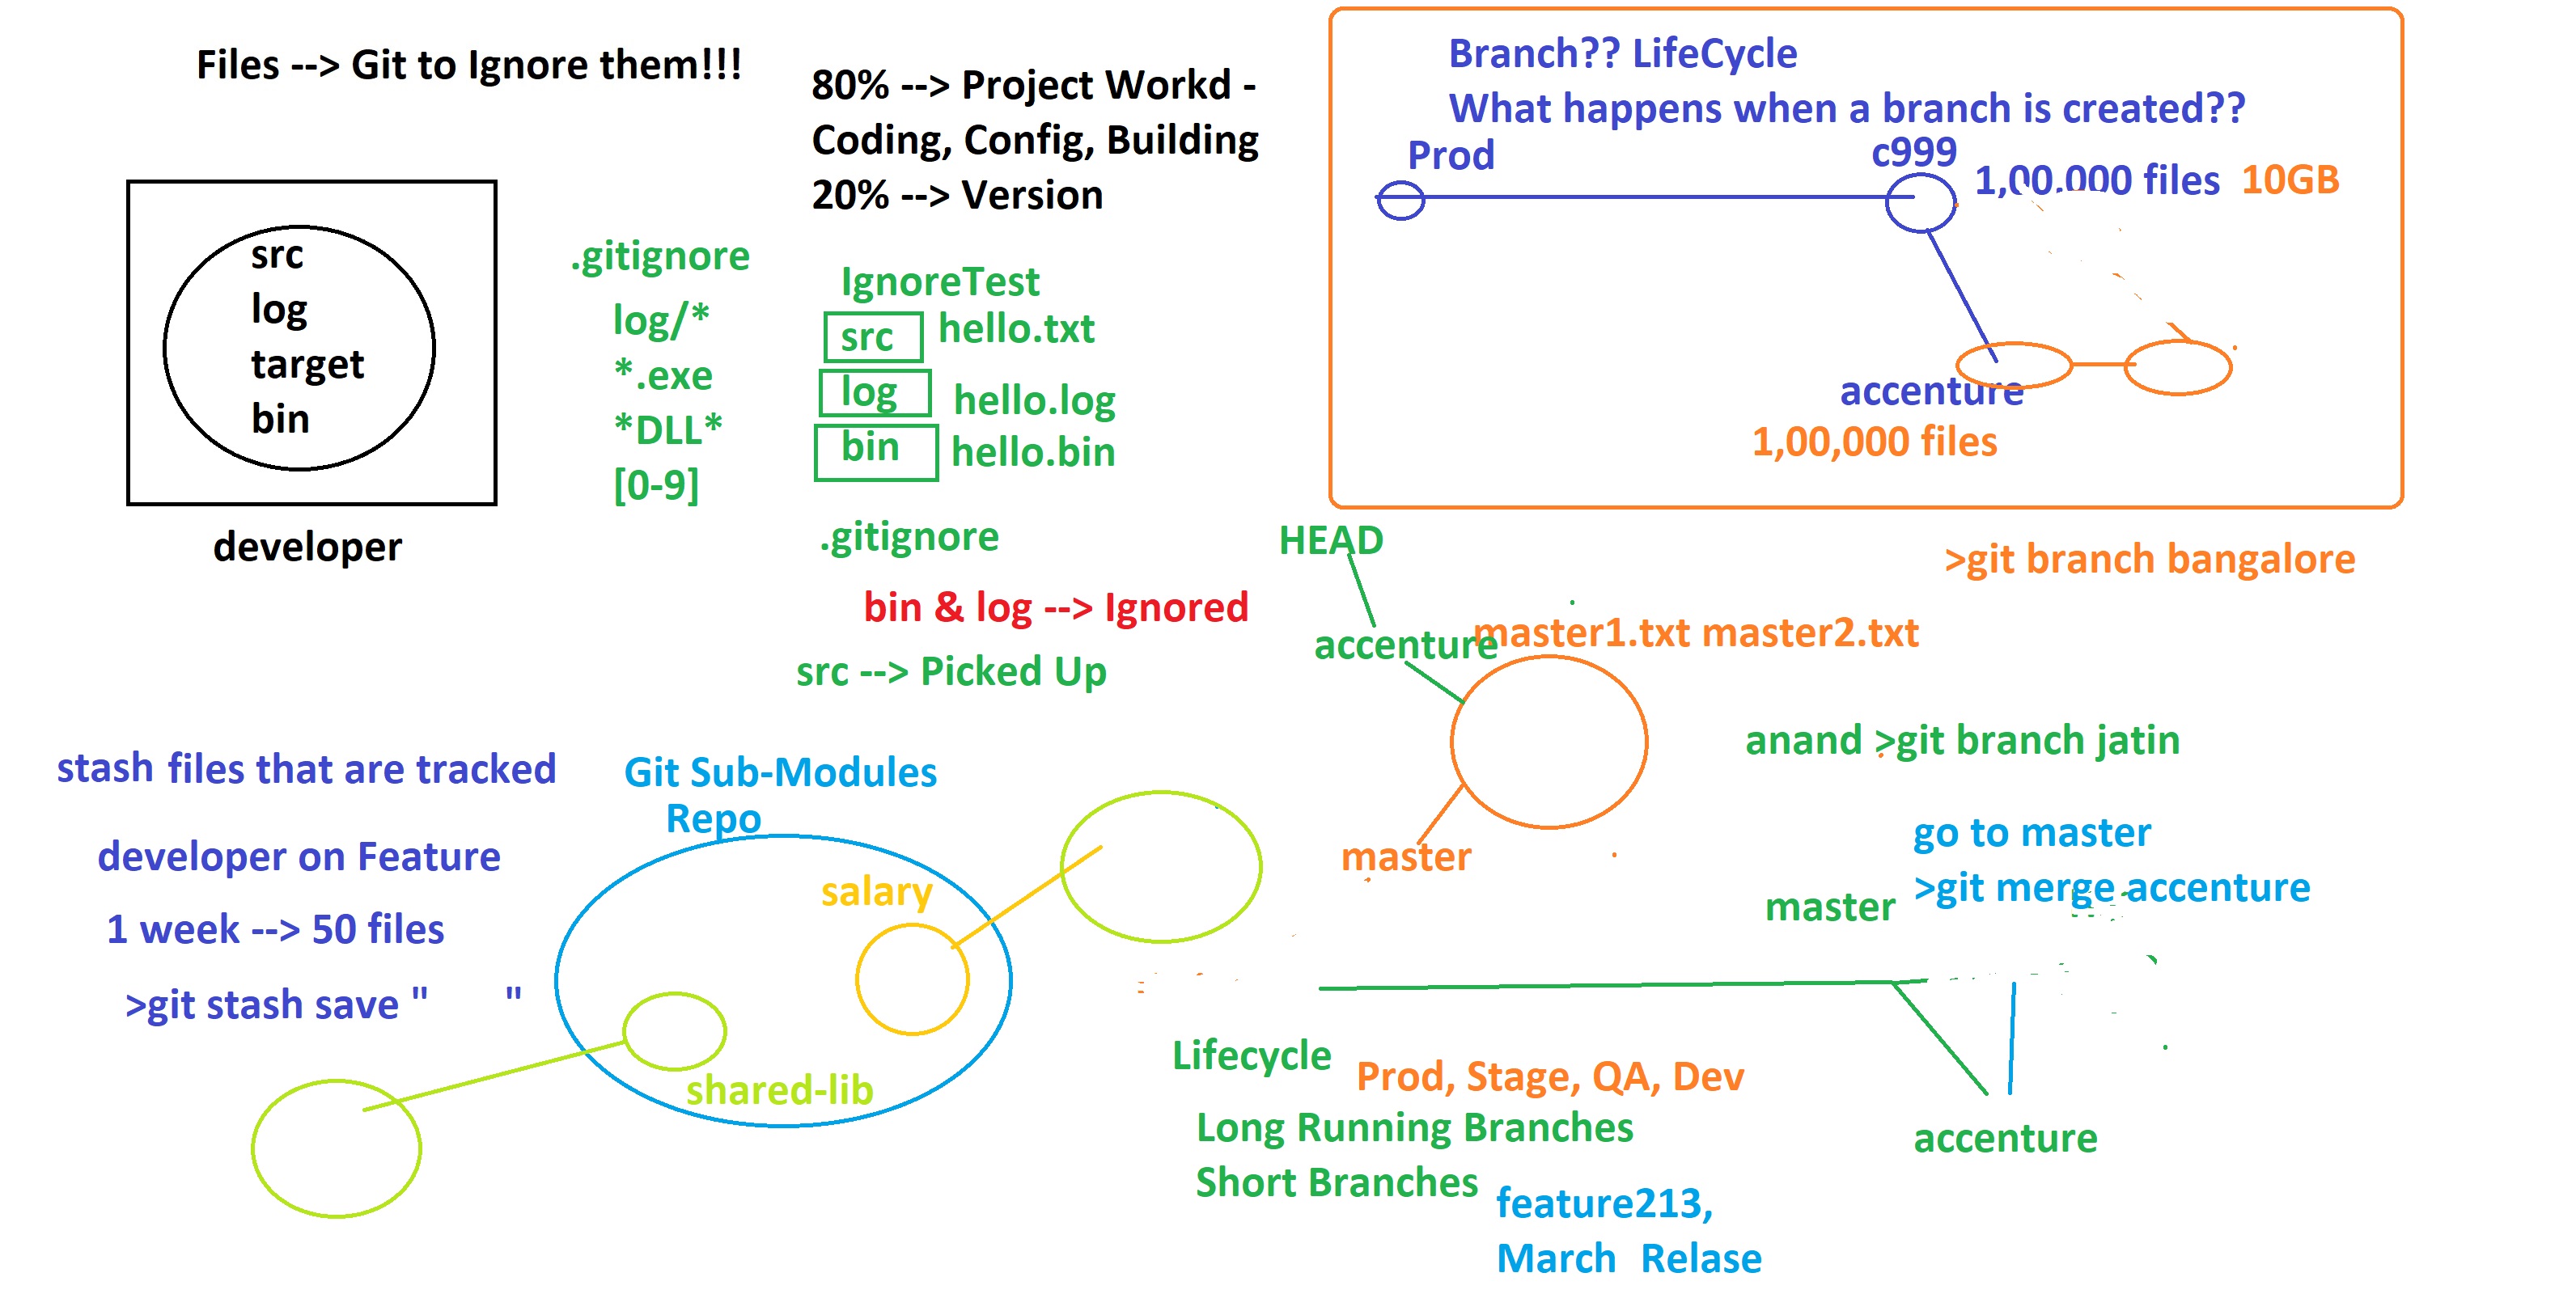 Files --> Git to Ignore them!!!
src
log
target
bin
developer
80% --> Project Workd -
Coding, Config, Building
20% --> Version
.gitignore
log/*
*.exe
*DLL*
[0-9]
IgnoreTest
src hello.txt
log hello.log
bin hello.bin
.gitignore
bin & log --> Ignored
src --> Picked Up
Branch?? LifeCycle
What happens when a branch is created??
Prod
c999
1,00,000 files 10GB
accenture
1,00,000 files
>git branch bangalore
HEAD
accenture
master1.txt master2.txt
master
anand >git branch jatin
go to master
>git merge accenture
master
accenture
stash files that are tracked
developer on Feature
1 week --> 50 files
>git stash save " "
Git Sub-Modules
Repo
salary
shared-lib
Lifecycle
Prod, Stage, QA, Dev
Long Running Branches
Short Branches
feature213,
March Relase